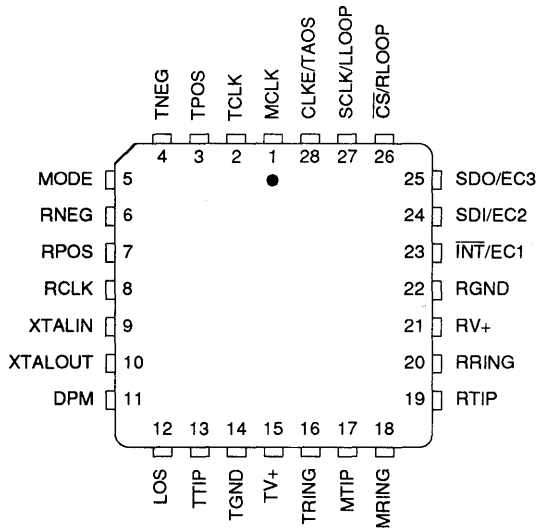 TNEG TPOS TCLK MCLK CLKE/TAOS SCLK/LLOOP C̅S̅/RLOOP
4 3 2 1 28 27 26
MODE 5 25 SDO/EC3
RNEG 6 24 SDI/EC2
RPOS 7 23 I̅N̅T̅/EC1
RCLK 8 22 RGND
XTALIN 9 21 RV+
XTALOUT 10 20 RRING
DPM 11 19 RTIP
12 13 14 15 16 17 18
LOS TTIP TGND TV+ TRING MTIP MRING